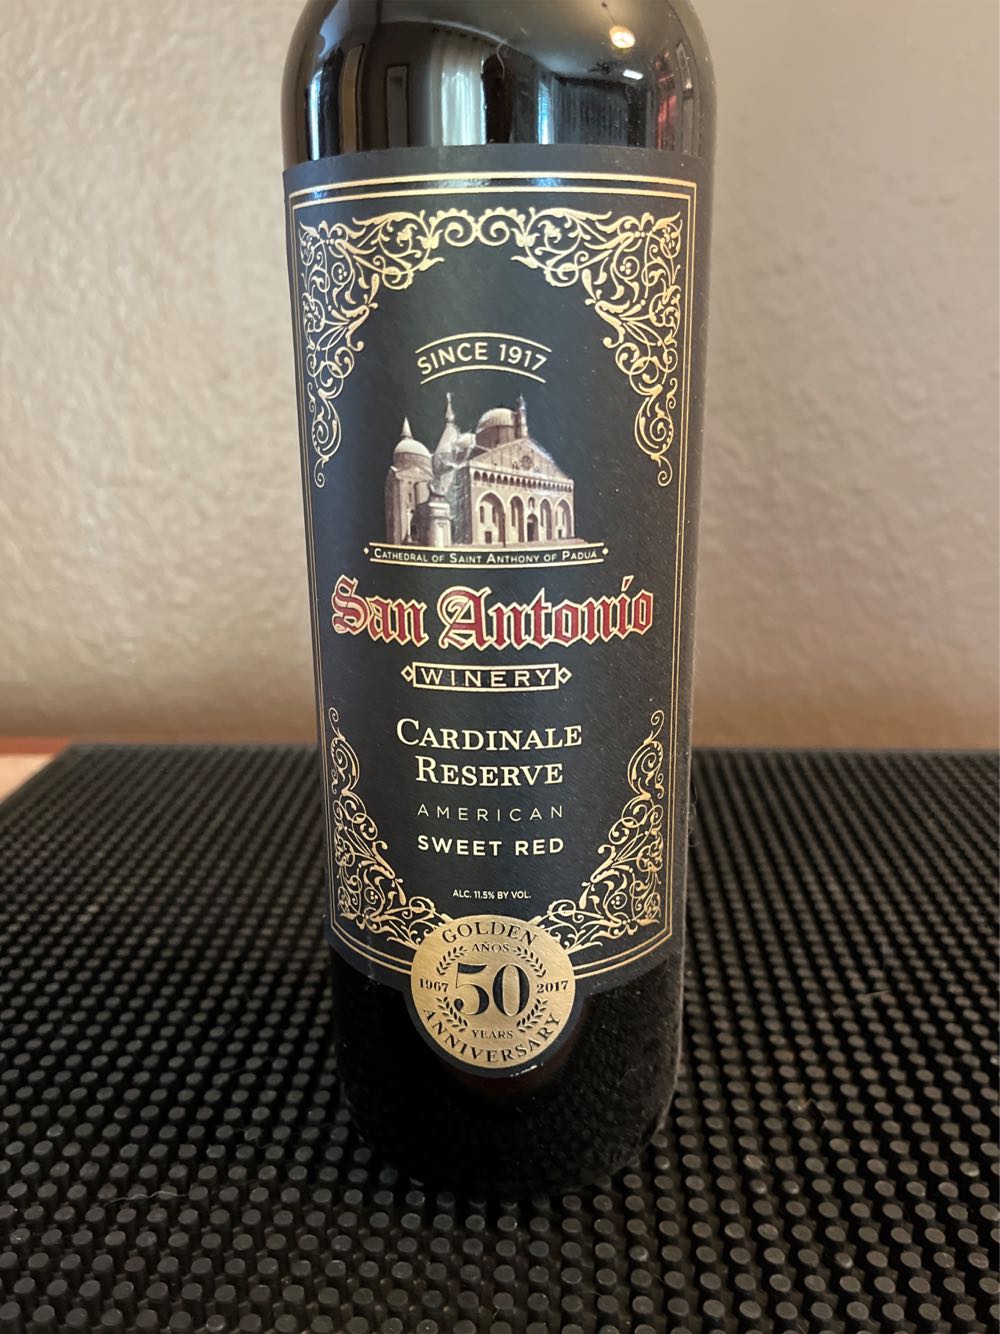 SINCE 1917
CATHEDRAL OF SAINT ANTHONY OF PADUA
San Antonio
WINERY
CARDINALE
RESERVE
AMERICAN
SWEET RED
ALC. 11.5% BY VOL.
GOLDEN
AÑOS
1967 50 2017
YEARS
ANNIVERSARY